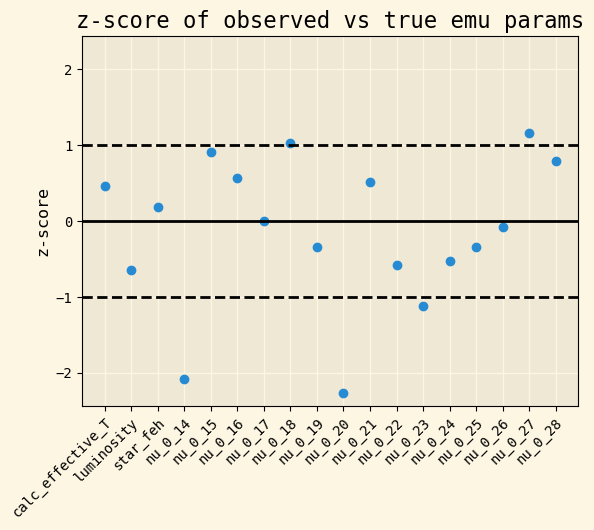 z-score of observed vs true emu params
z-score
2
1
0
−1
−2
calc_effective_T
luminosity
star_feh
nu_0_14
nu_0_15
nu_0_16
nu_0_17
nu_0_18
nu_0_19
nu_0_20
nu_0_21
nu_0_22
nu_0_23
nu_0_24
nu_0_25
nu_0_26
nu_0_27
nu_0_28